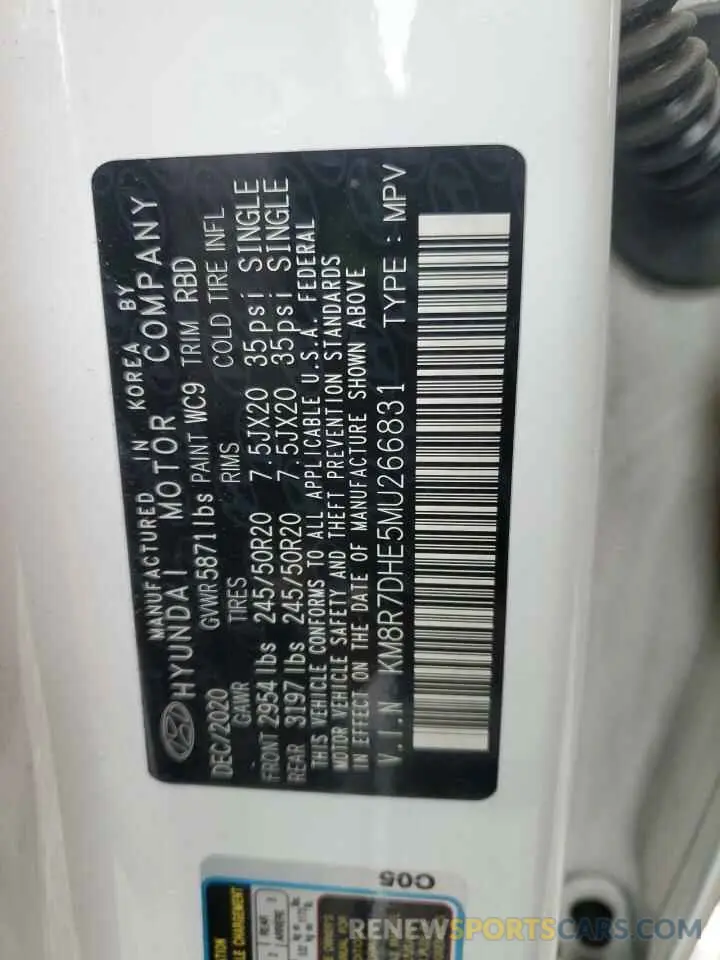 MANUFACTURED IN KOREA BY
HYUNDAI MOTOR COMPANY
DEC/2020 GVWR 5871 lbs PAINT WC9 TRIM RBD
GAWR TIRES RIMS COLD TIRE INFL
FRONT 2954 lbs 245/50R20 7.5JX20 35psi SINGLE
REAR 3197 lbs 245/50R20 7.5JX20 35psi SINGLE
THIS VEHICLE CONFORMS TO ALL APPLICABLE U.S.A. FEDERAL
MOTOR VEHICLE SAFETY AND THEFT PREVENTION STANDARDS
IN EFFECT ON THE DATE OF MANUFACTURE SHOWN ABOVE
V.I.N KM8R7DHE5MU266831 TYPE : MPV
C05
RENEWSPORTSCARS.COM